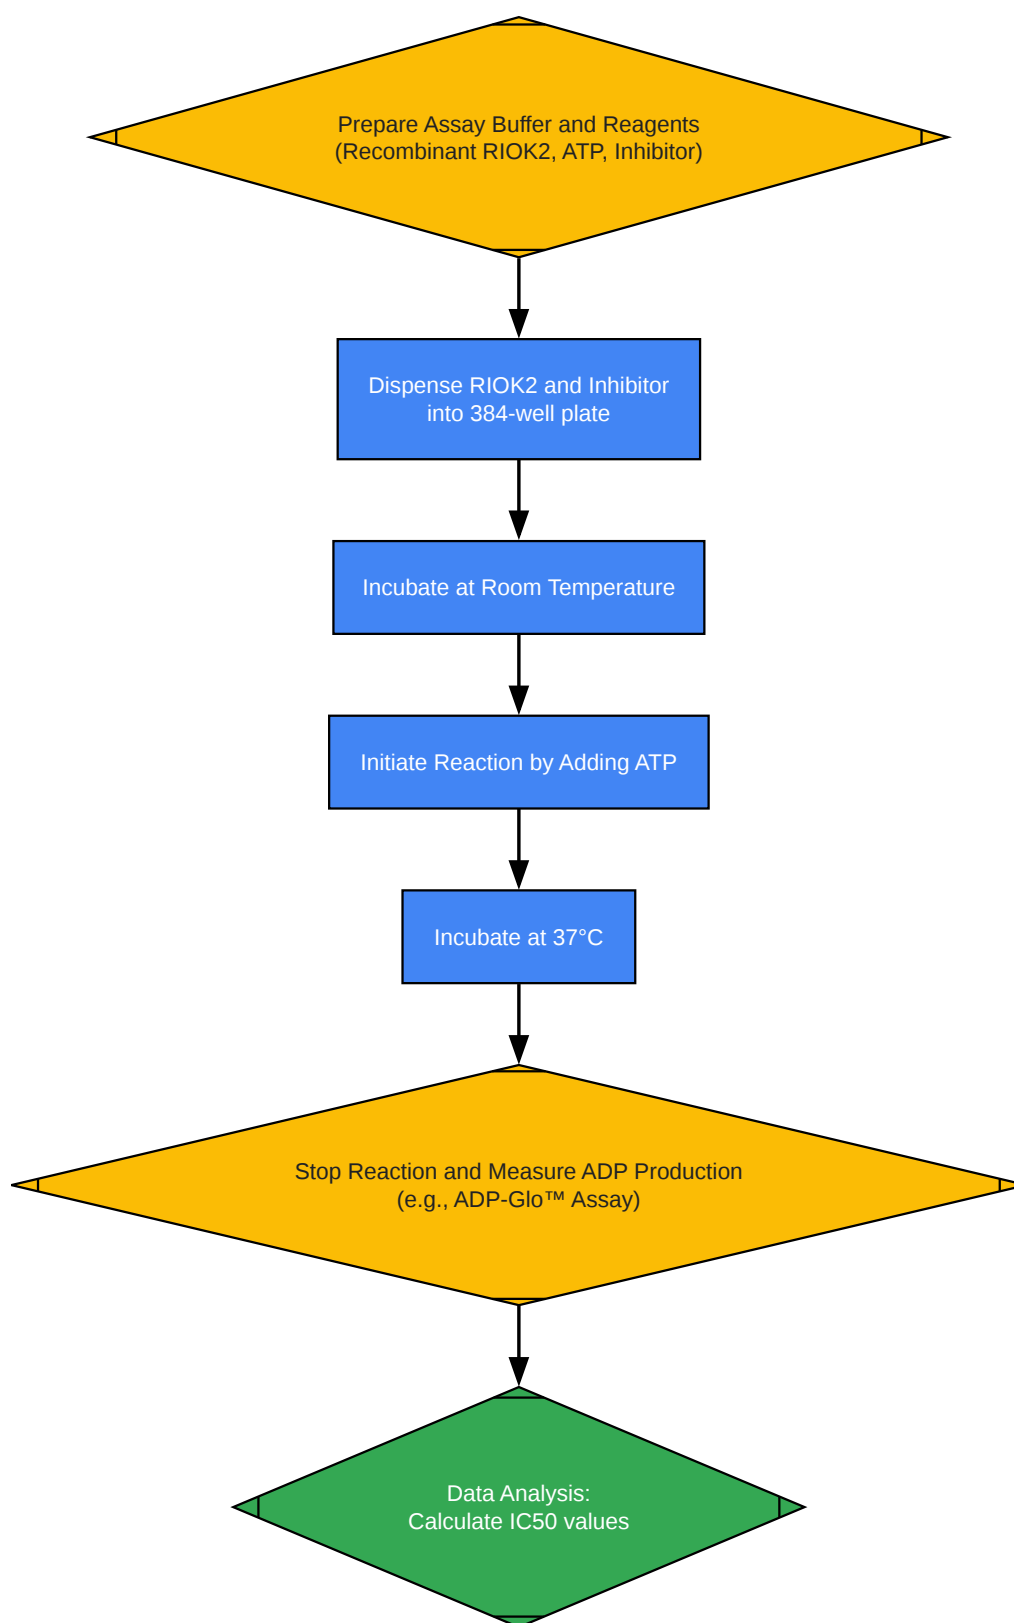 Prepare Assay Buffer and Reagents
(Recombinant RIOK2, ATP, Inhibitor)
Dispense RIOK2 and Inhibitor
into 384-well plate
Incubate at Room Temperature
Initiate Reaction by Adding ATP
Incubate at 37°C
Stop Reaction and Measure ADP Production
(e.g., ADP-Glo™ Assay)
Data Analysis:
Calculate IC50 values